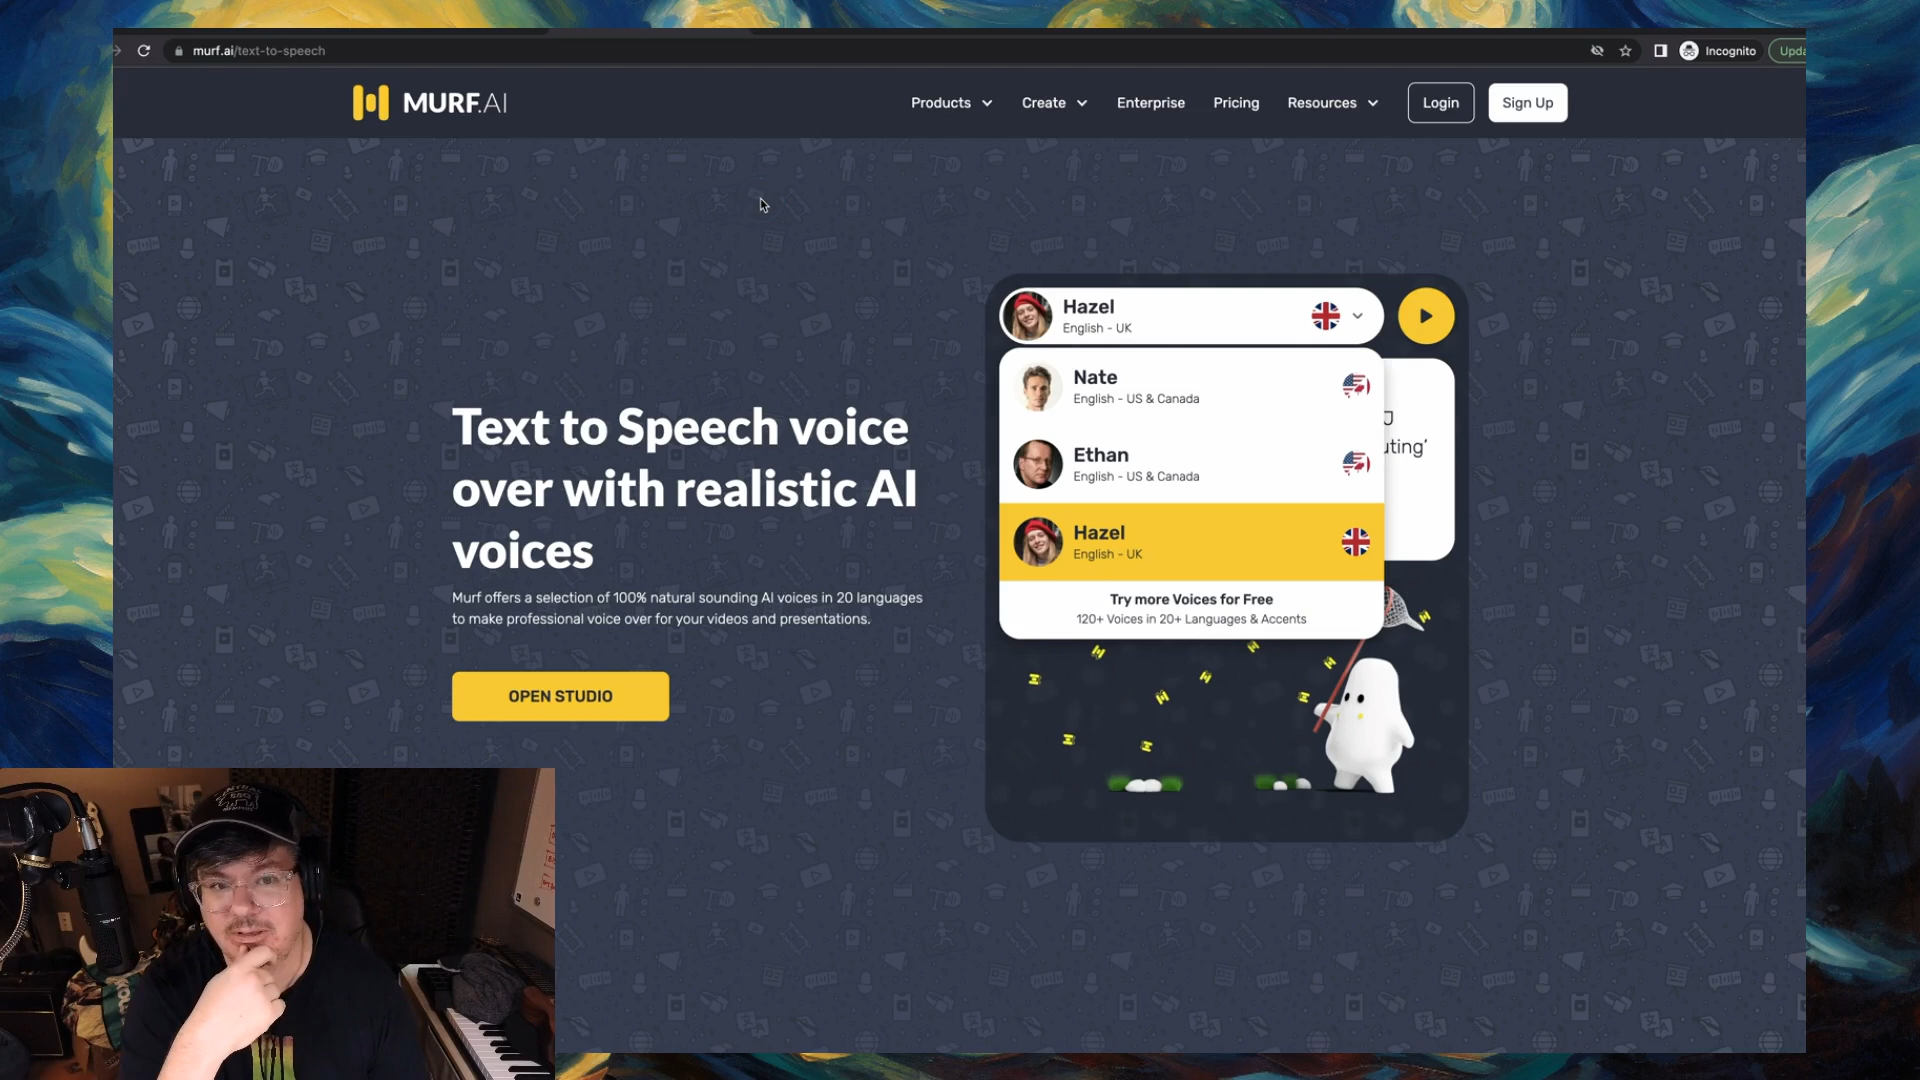 murf.ai/text-to-speech
Incognito
MURF.AI
Products
Create
Enterprise
Pricing
Resources
Login
Sign Up
Text to Speech voice
over with realistic AI
voices
Murf offers a selection of 100% natural sounding AI voices in 20 languages
to make professional voice over for your videos and presentations.
OPEN STUDIO
Hazel
English - UK
Nate
English - US & Canada
Ethan
English - US & Canada
Hazel
English - UK
Try more Voices for Free
120+ Voices in 20+ Languages & Accents